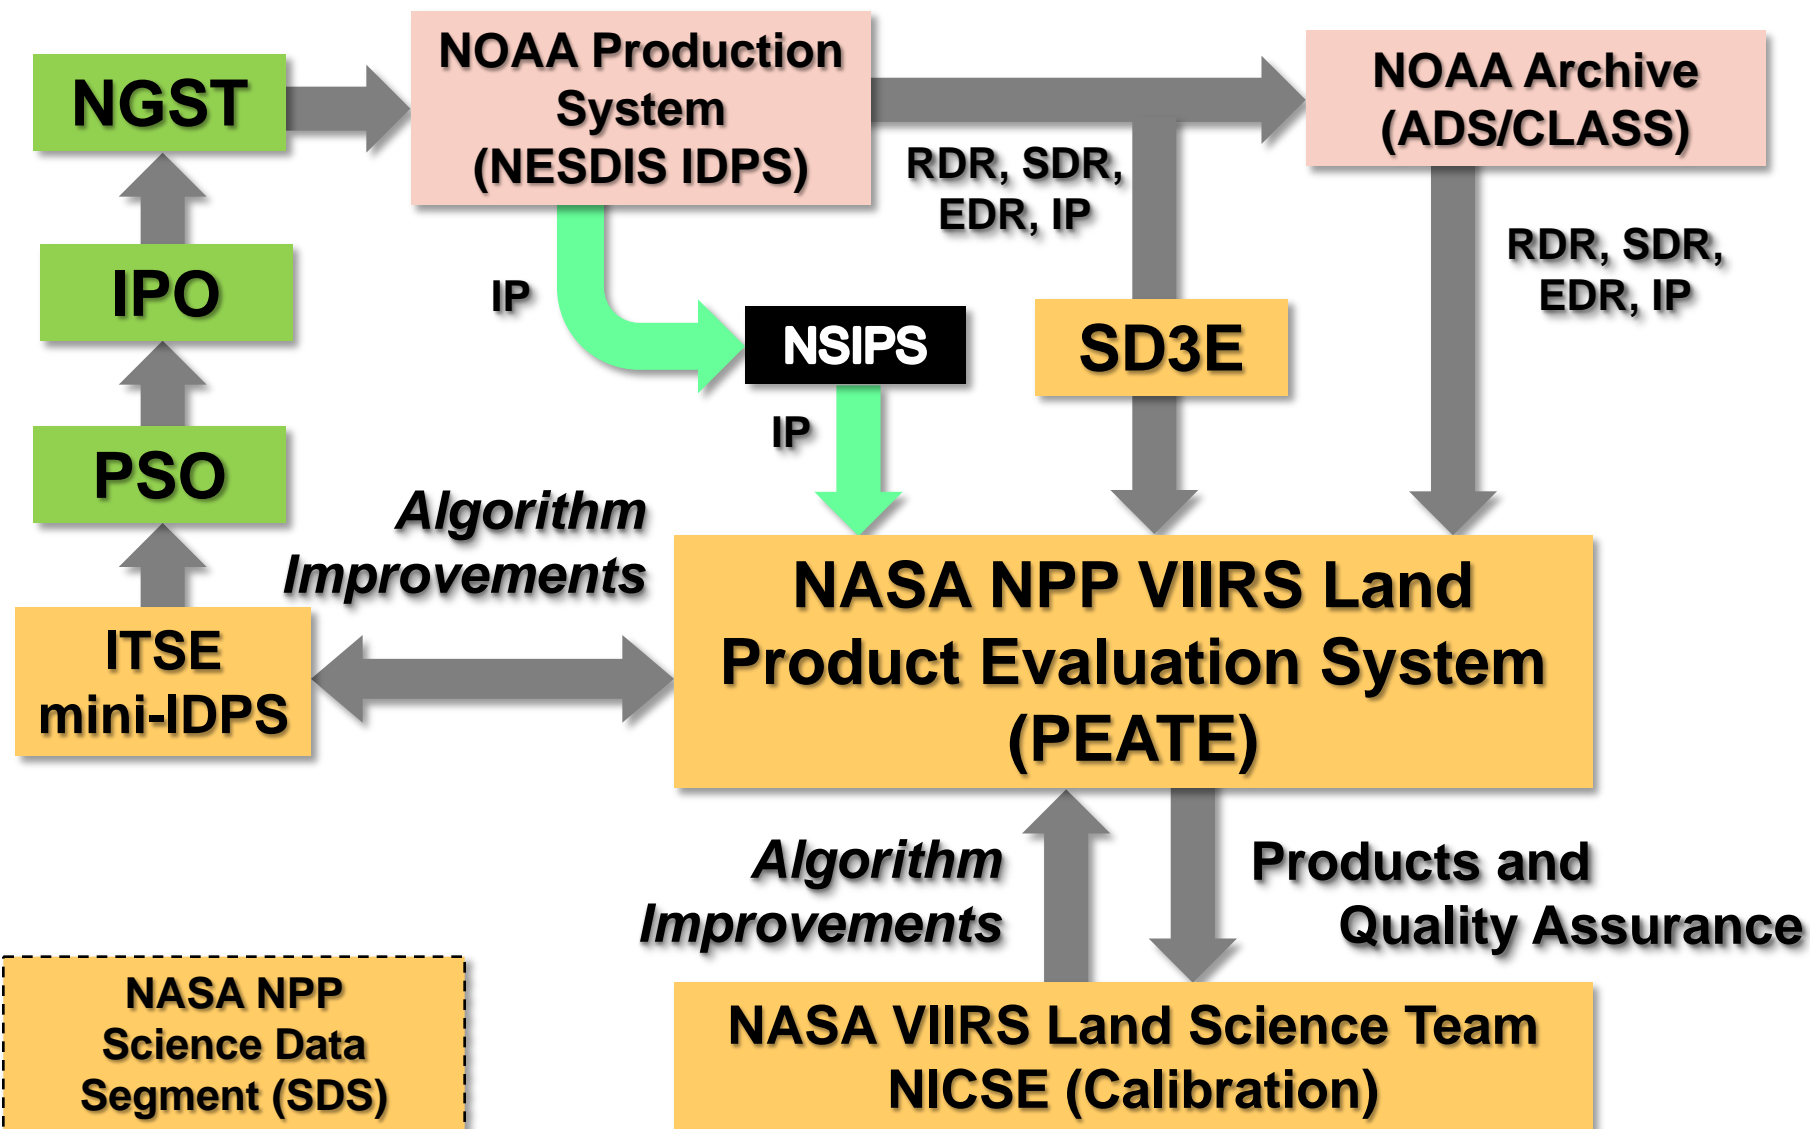 NGST
NOAA Production
System
(NESDIS IDPS)
NOAA Archive
(ADS/CLASS)
RDR, SDR,
EDR, IP
RDR, SDR,
EDR, IP
IPO
IP
NSIPS
SD3E
IP
PSO
Algorithm
Improvements
ITSE
mini-IDPS
NASA NPP VIIRS Land
Product Evaluation System
(PEATE)
Algorithm
Improvements
Products and
Quality Assurance
NASA NPP
Science Data
Segment (SDS)
NASA VIIRS Land Science Team
NICSE (Calibration)